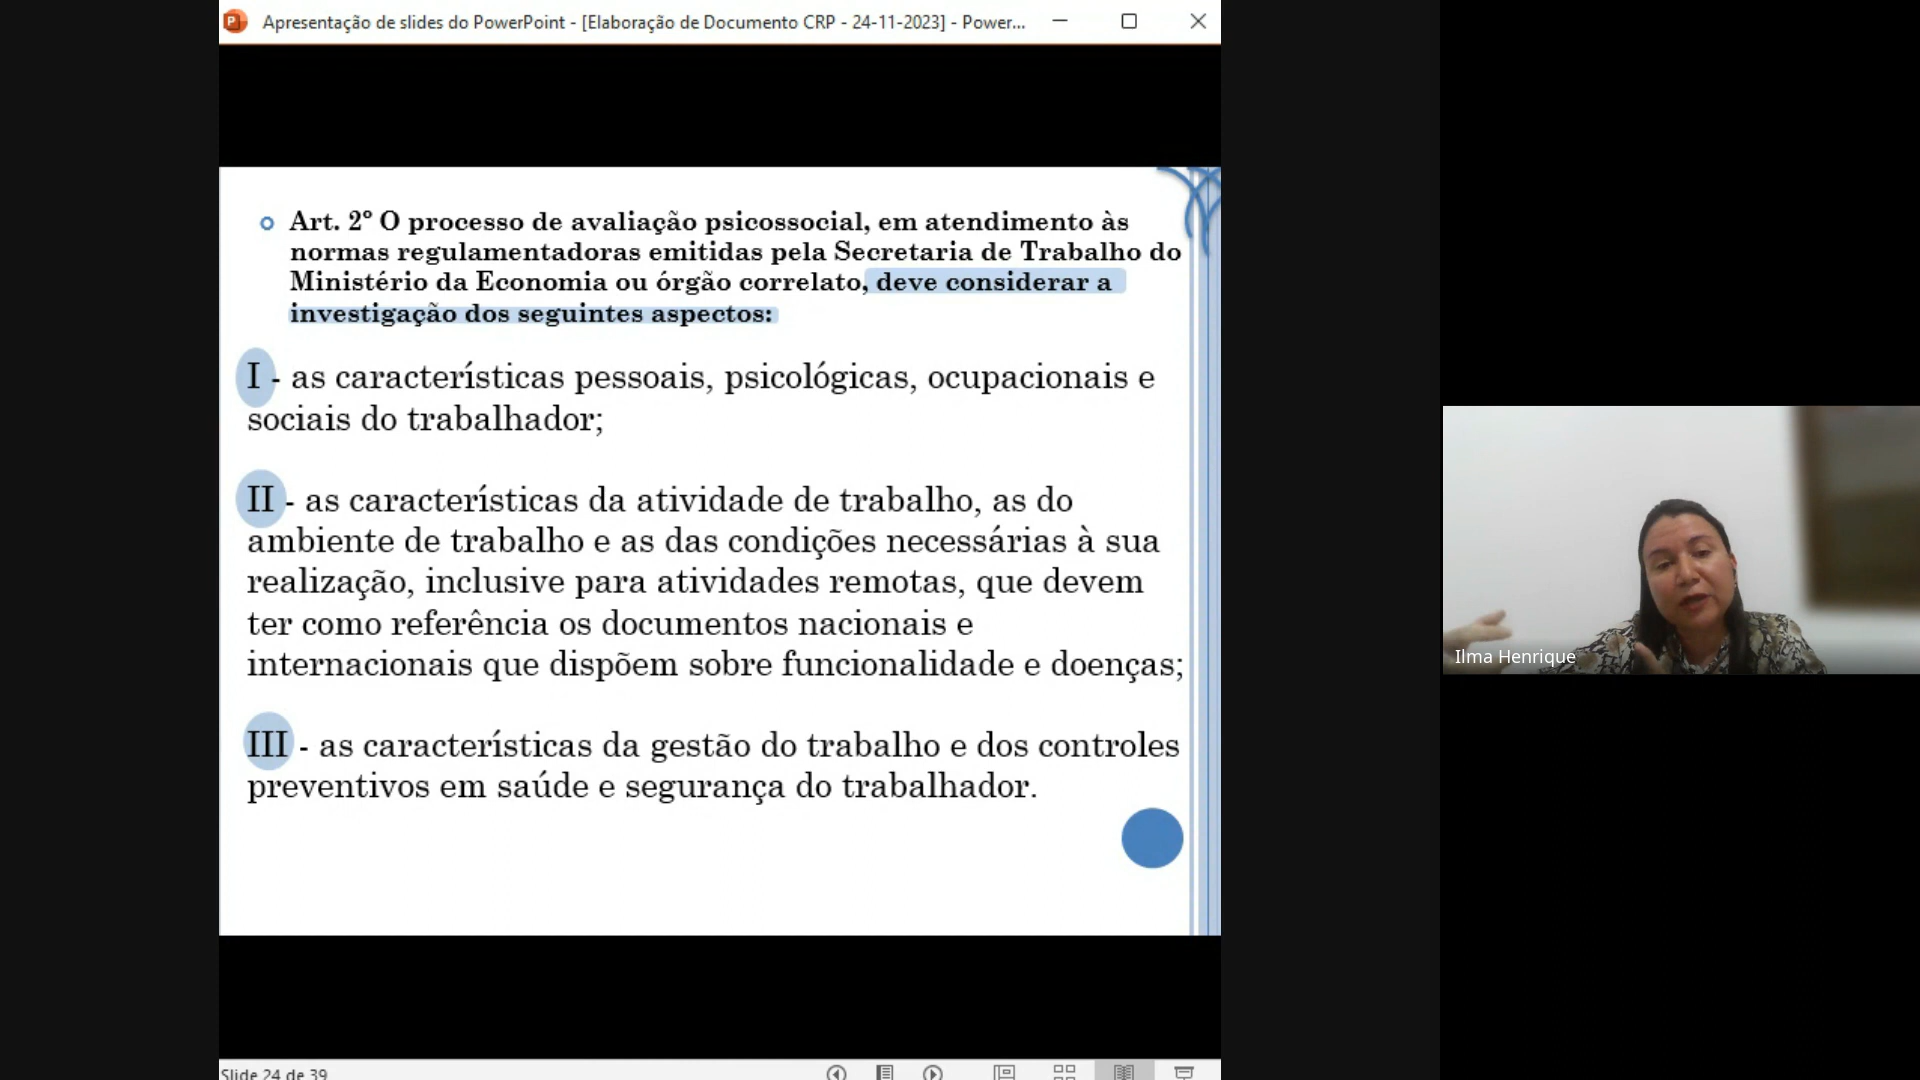 Apresentação de slides do PowerPoint - [Elaboração de Documento CRP - 24-11-2023] - Power...
Art. 2º O processo de avaliação psicossocial, em atendimento às
normas regulamentadoras emitidas pela Secretaria de Trabalho do
Ministério da Economia ou órgão correlato, deve considerar a
investigação dos seguintes aspectos:
I - as características pessoais, psicológicas, ocupacionais e
sociais do trabalhador;
II - as características da atividade de trabalho, as do
ambiente de trabalho e as das condições necessárias à sua
realização, inclusive para atividades remotas, que devem
ter como referência os documentos nacionais e
internacionais que dispõem sobre funcionalidade e doenças;
III - as características da gestão do trabalho e dos controles
preventivos em saúde e segurança do trabalhador.
Ilma Henrique
Slide 24 de 39